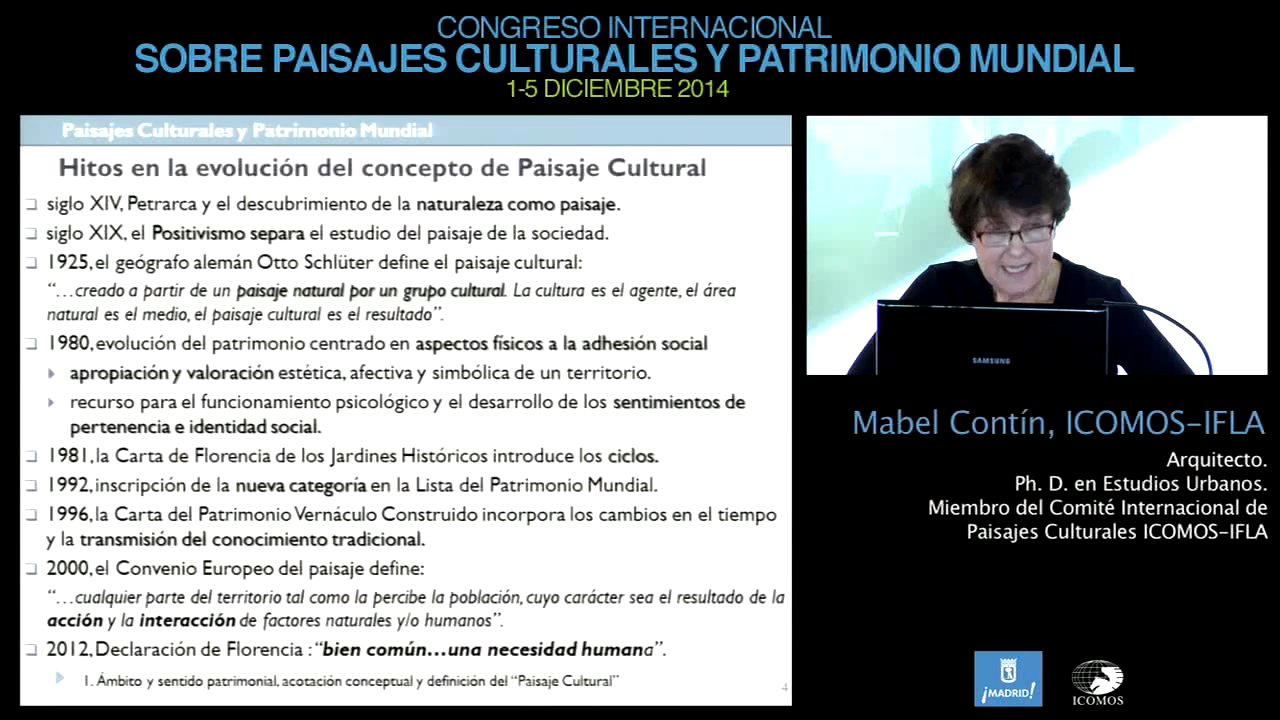 CONGRESO INTERNACIONAL
SOBRE PAISAJES CULTURALES Y PATRIMONIO MUNDIAL
1-5 DICIEMBRE 2014
Paisajes Culturales y Patrimonio Mundial
Hitos en la evolución del concepto de Paisaje Cultural
siglo XIV, Petrarca y el descubrimiento de la naturaleza como paisaje.
siglo XIX, el Positivismo separa el estudio del paisaje de la sociedad.
1925, el geógrafo alemán Otto Schlüter define el paisaje cultural:
“…creado a partir de un paisaje natural por un grupo cultural. La cultura es el agente, el área
natural es el medio, el paisaje cultural es el resultado”.
1980, evolución del patrimonio centrado en aspectos físicos a la adhesión social
apropiación y valoración estética, afectiva y simbólica de un territorio.
recurso para el funcionamiento psicológico y el desarrollo de los sentimientos de
pertenencia e identidad social.
1981, la Carta de Florencia de los Jardines Históricos introduce los ciclos.
1992, inscripción de la nueva categoría en la Lista del Patrimonio Mundial.
1996, la Carta del Patrimonio Vernáculo Construido incorpora los cambios en el tiempo
y la transmisión del conocimiento tradicional.
2000, el Convenio Europeo del paisaje define:
“…cualquier parte del territorio tal como la percibe la población, cuyo carácter sea el resultado de la
acción y la interacción de factores naturales y/o humanos”.
2012, Declaración de Florencia : “bien común…una necesidad humana”.
1. Ámbito y sentido patrimonial, acotación conceptual y definición del “Paisaje Cultural”
4
SAMSUNG
Mabel Contín, ICOMOS-IFLA
Arquitecto.
Ph. D. en Estudios Urbanos.
Miembro del Comité Internacional de
Paisajes Culturales ICOMOS-IFLA
¡MADRID!
ICOMOS